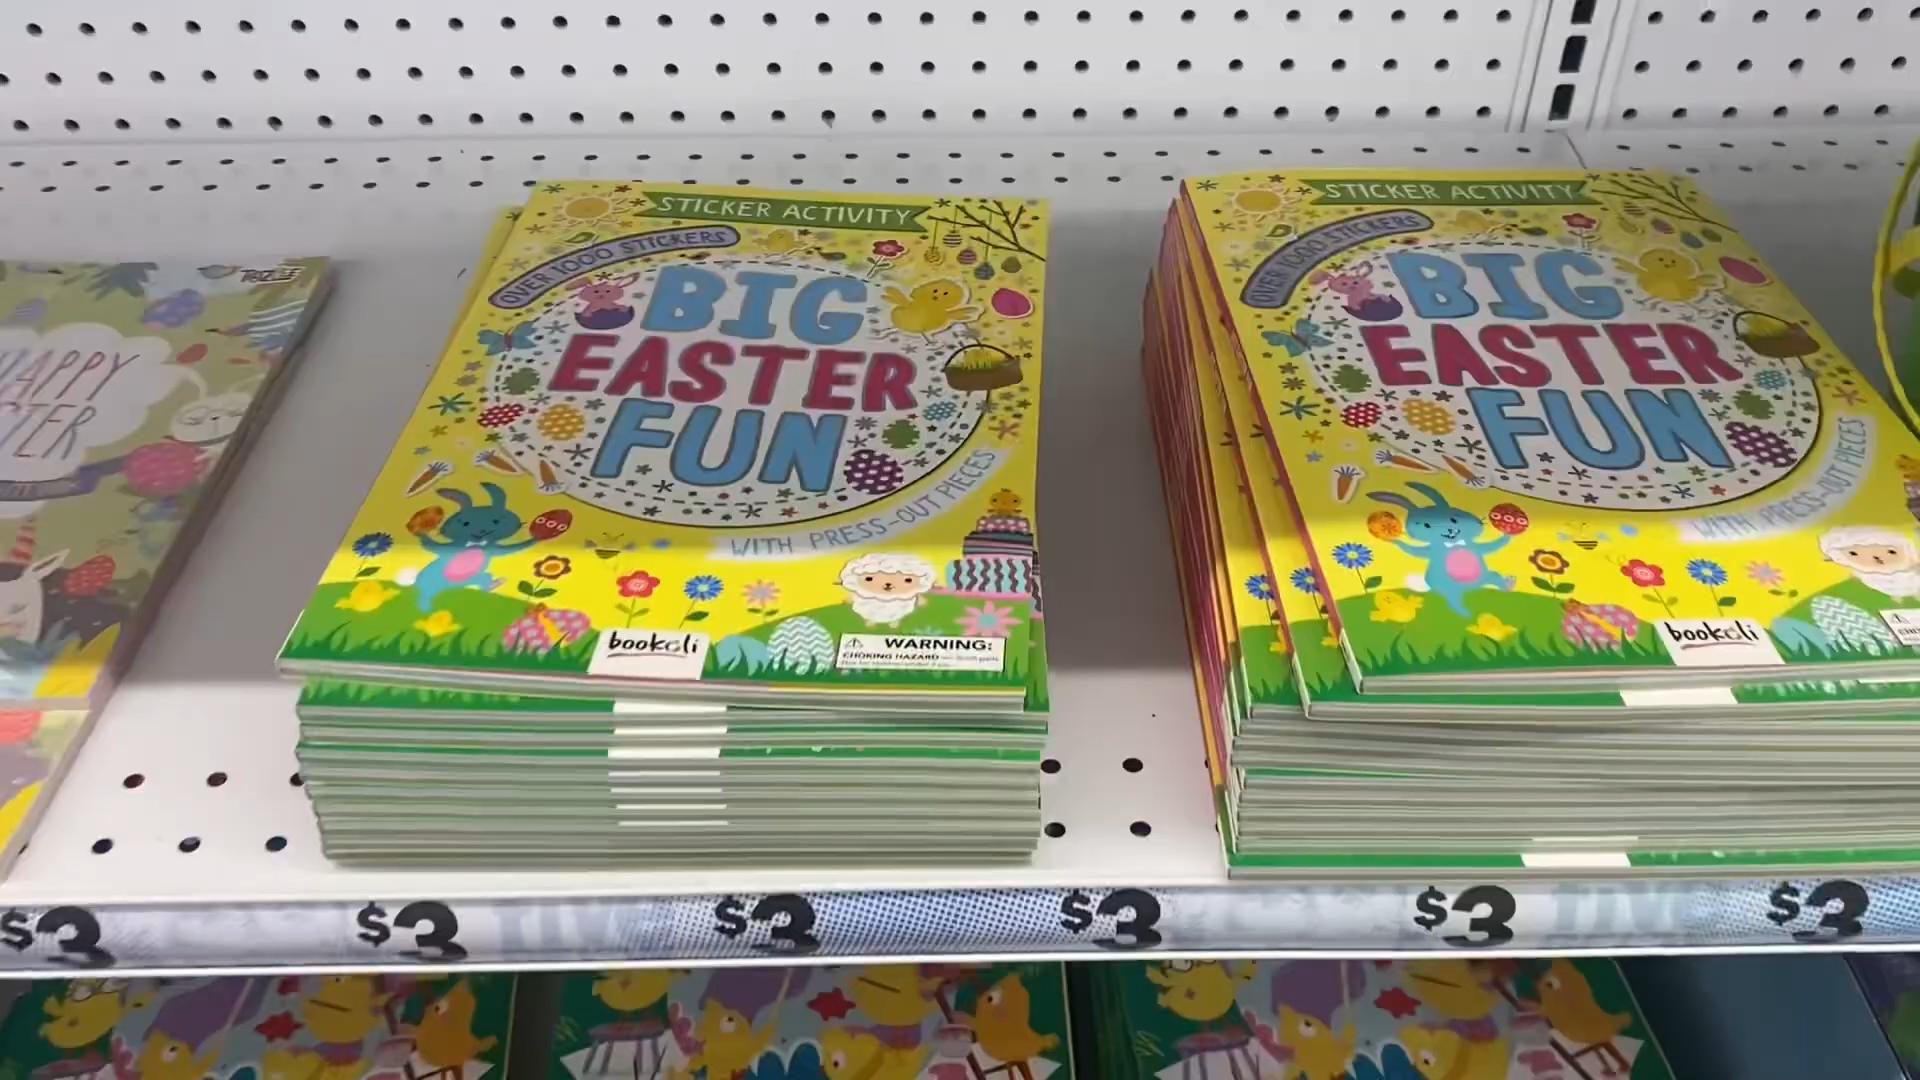 STICKER ACTIVITY
OVER 1000 STICKERS
BIG
EASTER
FUN
WITH PRESS-OUT PIECES
bookoli
WARNING:
CHOKING HAZARD
STICKER ACTIVITY
OVER 1000 STICKERS
BIG
EASTER
FUN
WITH PRESS-OUT PIECES
bookoli
HAPPY
$3
$3
$3
$3
$3
$3